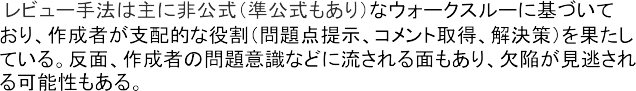 レビュー手法は主に非公式(準公式もあり)なウォークスルーに基づいて
おり、作成者が支配的な役割(問題点提示、コメント取得、解決策)を果たし
ている。反面、作成者の問題意識などに流される面もあり、欠陥が見逃され
る可能性もある。